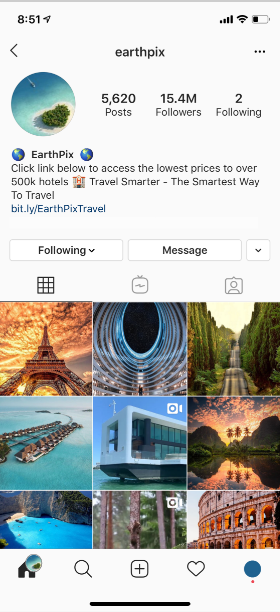 8:51
earthpix
5,620
15.4M
2
Posts
Followers
Following
🌎 EarthPix 🌎
Click link below to access the lowest prices to over
500k hotels 🏨 Travel Smarter - The Smartest Way
To Travel
bit.ly/EarthPixTravel
Following
Message